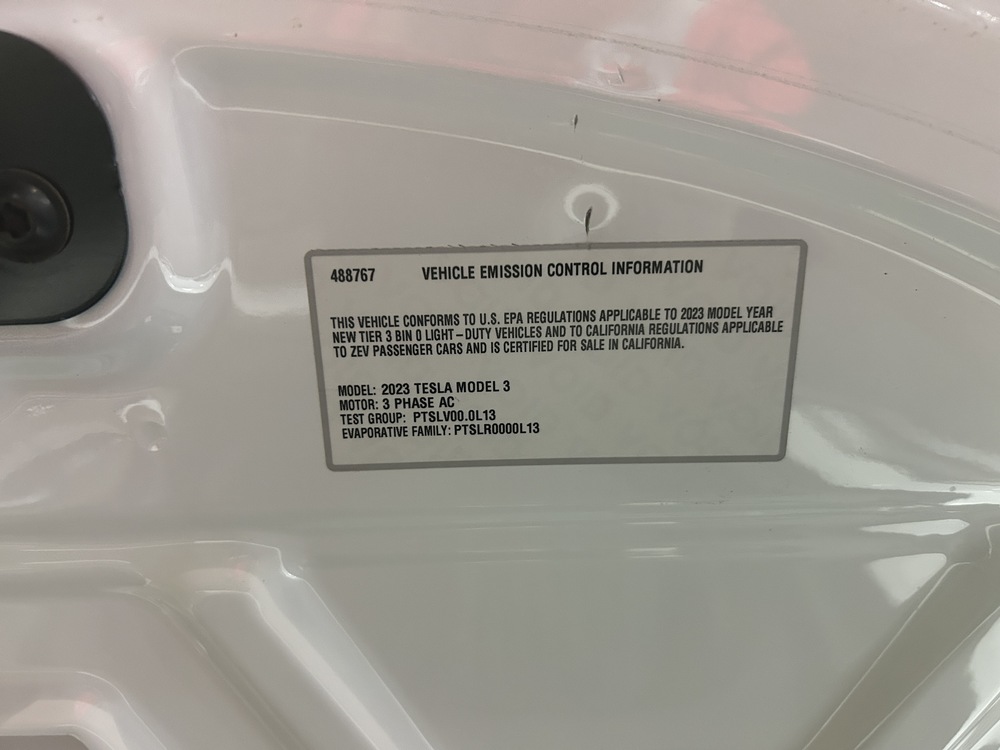 488767 VEHICLE EMISSION CONTROL INFORMATION
THIS VEHICLE CONFORMS TO U.S. EPA REGULATIONS APPLICABLE TO 2023 MODEL YEAR
NEW TIER 3 BIN 0 LIGHT-DUTY VEHICLES AND TO CALIFORNIA REGULATIONS APPLICABLE
TO ZEV PASSENGER CARS AND IS CERTIFIED FOR SALE IN CALIFORNIA.
MODEL: 2023 TESLA MODEL 3
MOTOR: 3 PHASE AC
TEST GROUP: PTSLV00.0L13
EVAPORATIVE FAMILY: PTSLR0000L13